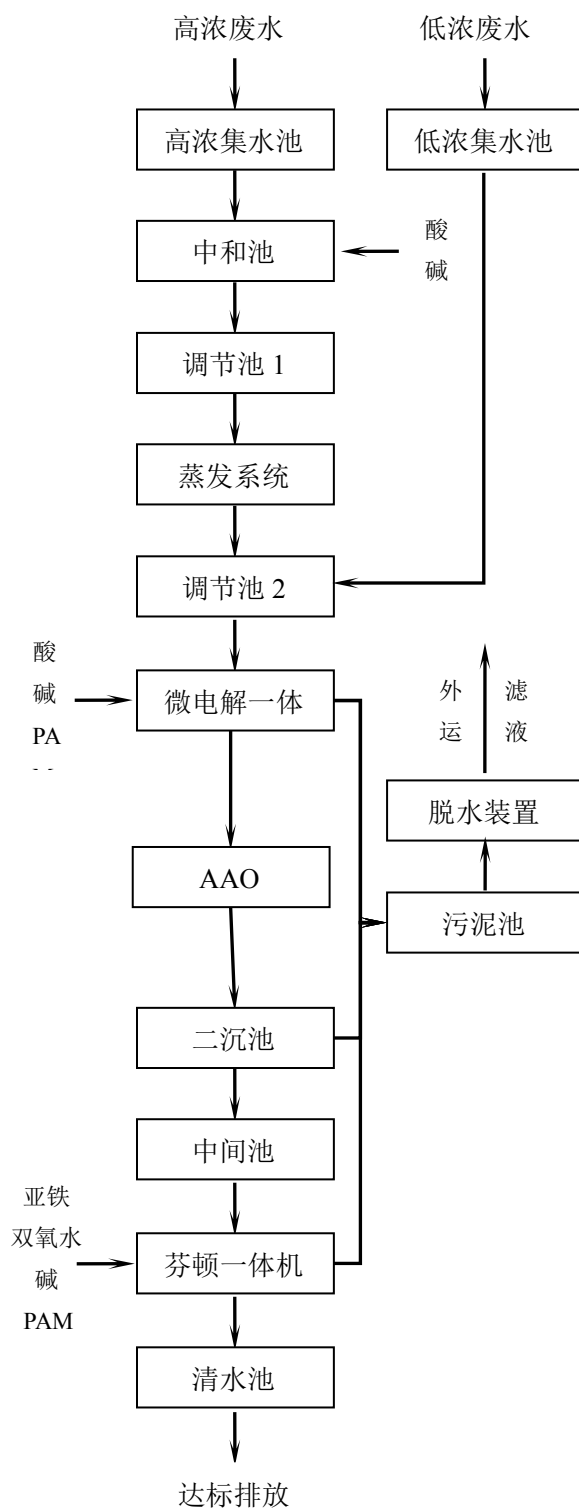 高浓废水
低浓废水
高浓集水池
低浓集水池
中和池
酸
碱
调节池 1
蒸发系统
调节池 2
酸
碱
PA
微电解一体
外运
滤液
脱水装置
AAO
污泥池
二沉池
中间池
亚铁
双氧水
碱
PAM
芬顿一体机
清水池
达标排放